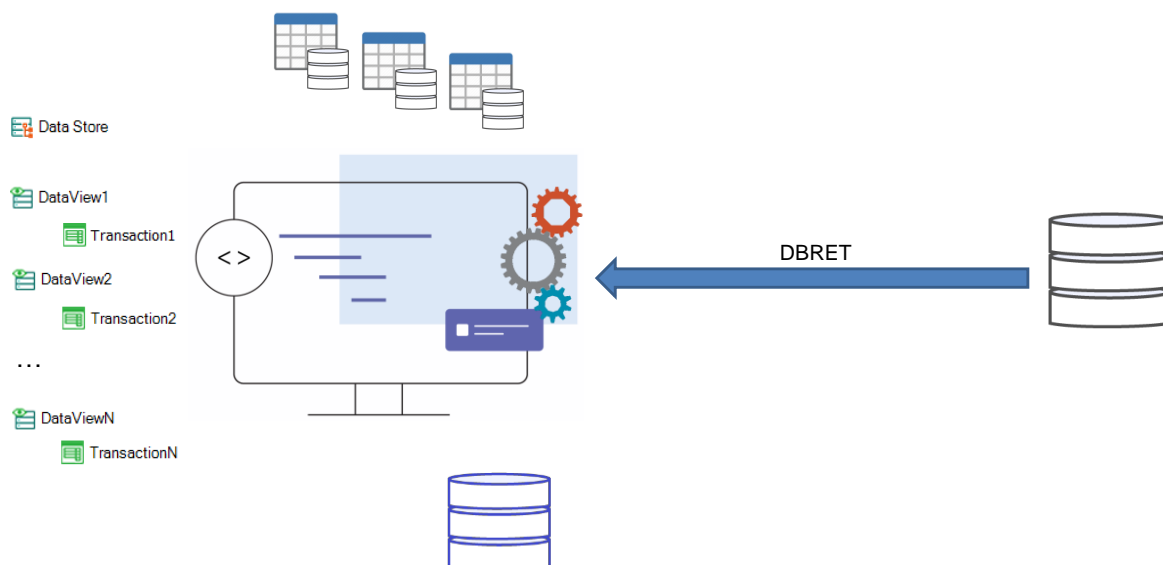 Data Store
DataView1
Transaction1
DataView2
Transaction2
...
DataViewN
TransactionN
< >
DBRET